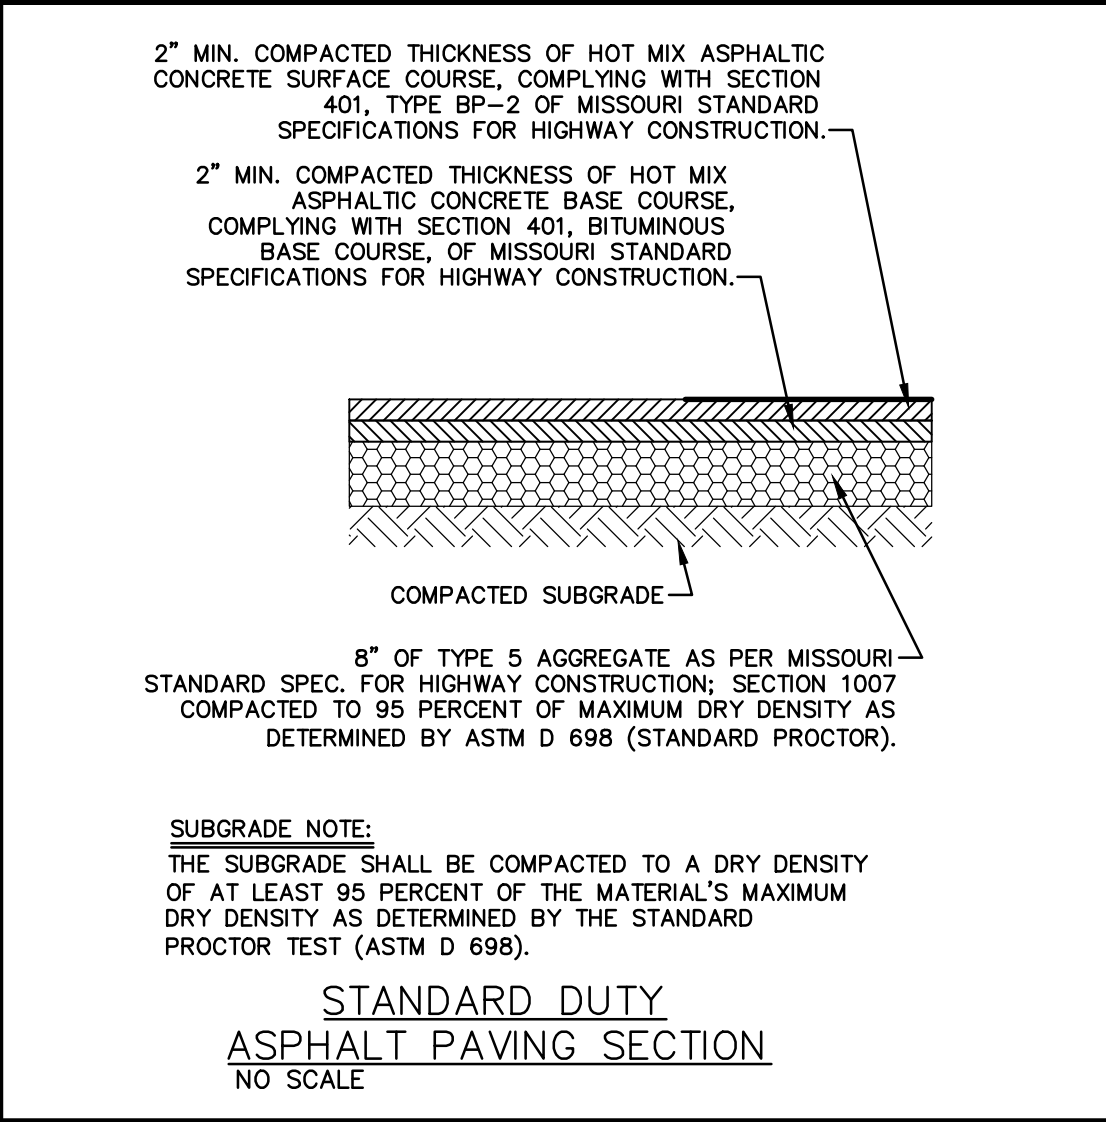 2" MIN. COMPACTED THICKNESS OF HOT MIX ASPHALTIC
CONCRETE SURFACE COURSE, COMPLYING WITH SECTION
401, TYPE BP-2 OF MISSOURI STANDARD
SPECIFICATIONS FOR HIGHWAY CONSTRUCTION.
2" MIN. COMPACTED THICKNESS OF HOT MIX
ASPHALTIC CONCRETE BASE COURSE,
COMPLYING WITH SECTION 401, BITUMINOUS
BASE COURSE, OF MISSOURI STANDARD
SPECIFICATIONS FOR HIGHWAY CONSTRUCTION.
COMPACTED SUBGRADE
8" OF TYPE 5 AGGREGATE AS PER MISSOURI
STANDARD SPEC. FOR HIGHWAY CONSTRUCTION; SECTION 1007
COMPACTED TO 95 PERCENT OF MAXIMUM DRY DENSITY AS
DETERMINED BY ASTM D 698 (STANDARD PROCTOR).
SUBGRADE NOTE:
THE SUBGRADE SHALL BE COMPACTED TO A DRY DENSITY
OF AT LEAST 95 PERCENT OF THE MATERIAL'S MAXIMUM
DRY DENSITY AS DETERMINED BY THE STANDARD
PROCTOR TEST (ASTM D 698).
STANDARD DUTY
ASPHALT PAVING SECTION
NO SCALE